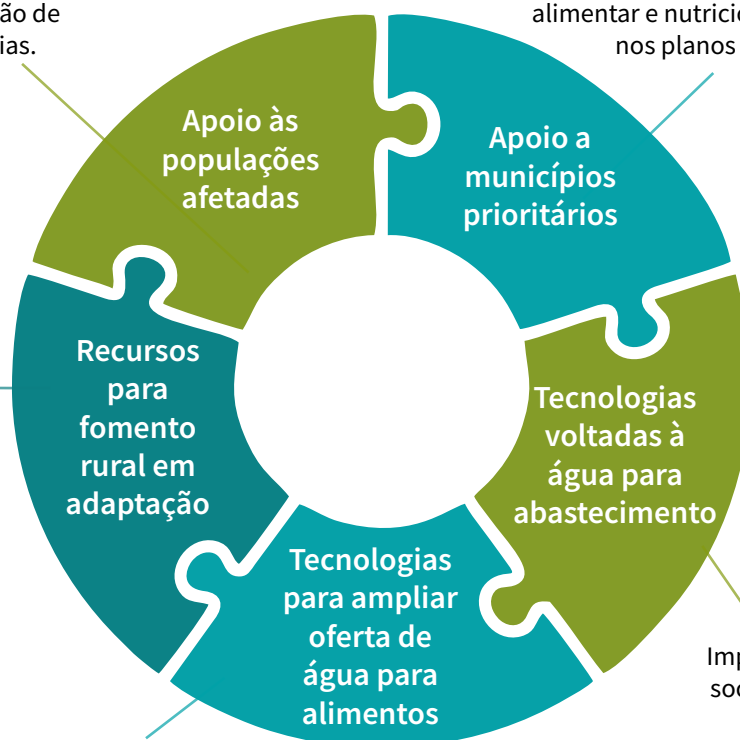 ão de
ias.
alimentar e nutrici
nos planos
Apoio às
populações
afetadas
Apoio a
municípios
prioritários
Recursos
para
fomento
rural em
adaptação
Tecnologias
voltadas à
água para
abastecimento
Tecnologias
para ampliar
oferta de
água para
alimentos
Imp
soc